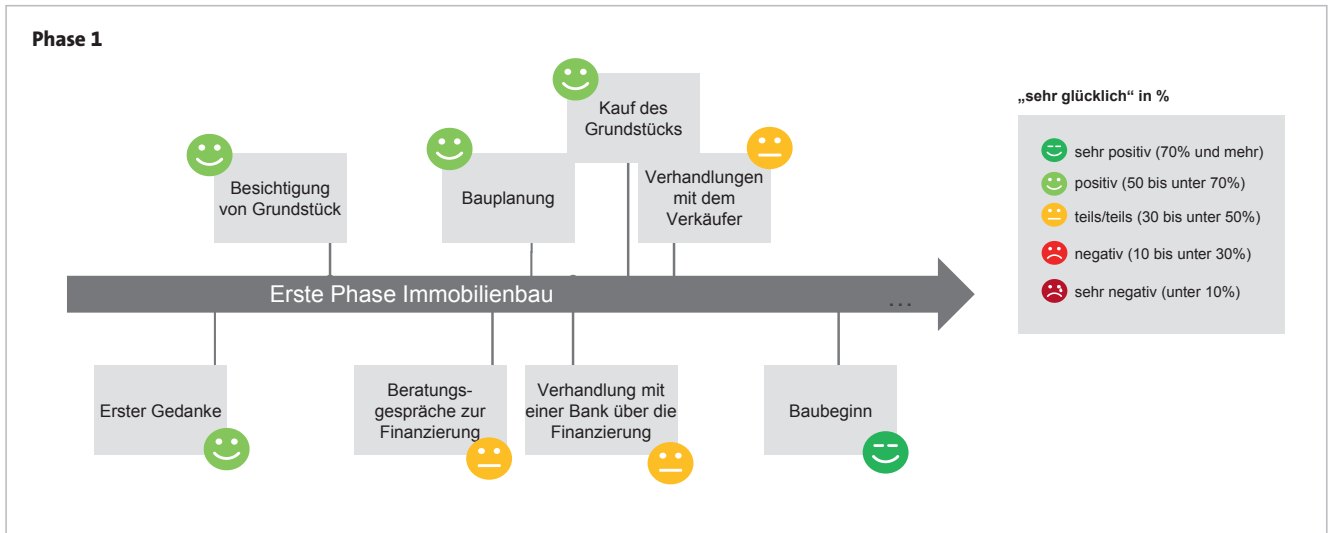 Phase 1
Besichtigung
von Grundstück
Bauplanung
Kauf des
Grundstücks
Verhandlungen
mit dem
Verkäufer
Erste Phase Immobilienbau
...
Erster Gedanke
Beratungs-
gespräche zur
Finanzierung
Verhandlung mit
einer Bank über die
Finanzierung
Baubeginn
„sehr glücklich“ in %
sehr positiv (70% und mehr)
positiv (50 bis unter 70%)
teils/teils (30 bis unter 50%)
negativ (10 bis unter 30%)
sehr negativ (unter 10%)